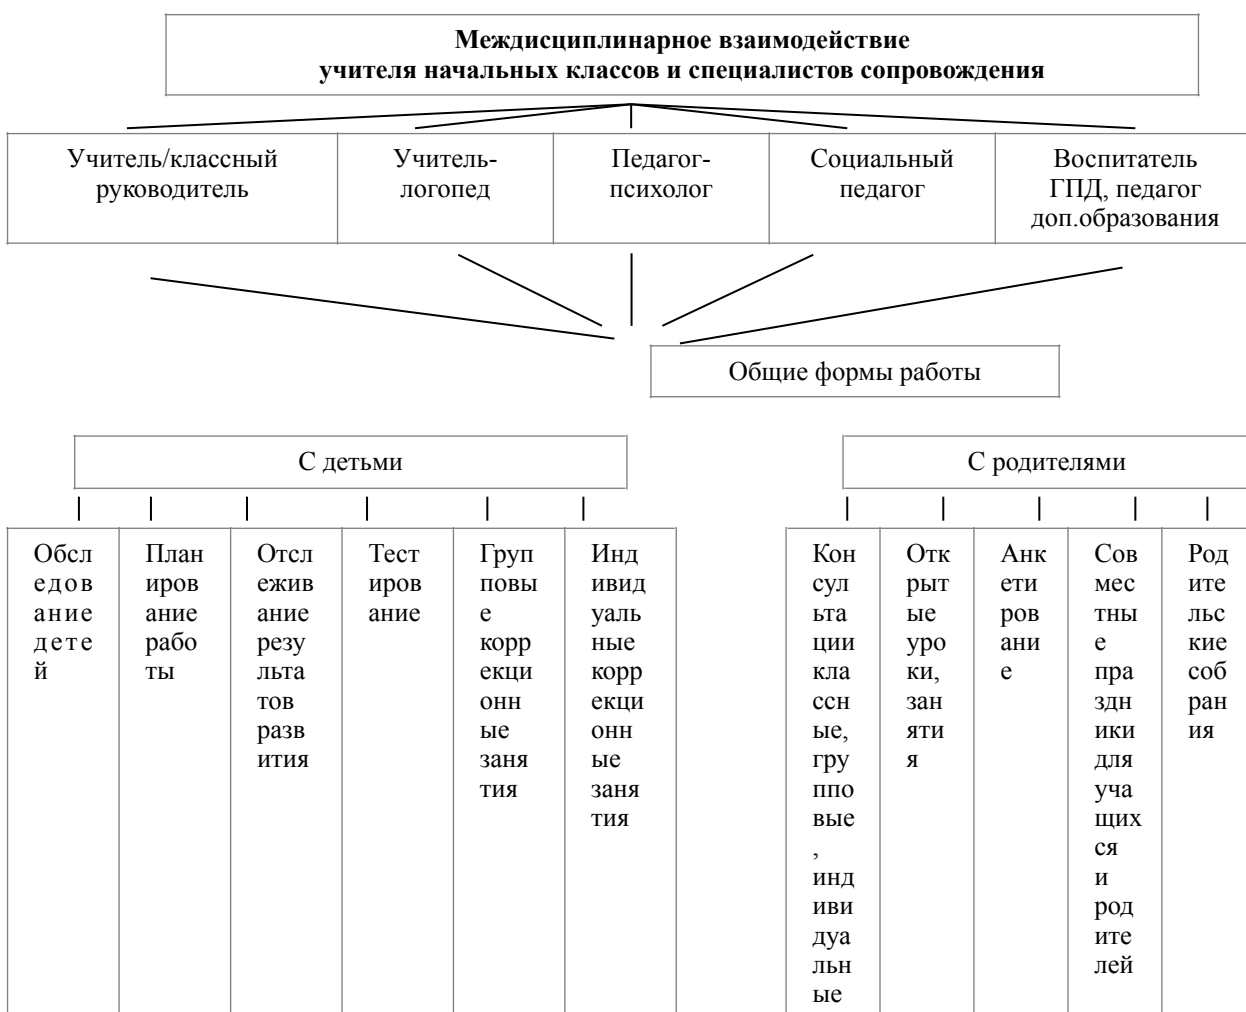 Междисциплинарное взаимодействие
учителя начальных классов и специалистов сопровождения
Учитель/классный
руководитель
Учитель-
логопед
Педагог-
психолог
Социальный
педагог
Воспитатель
ГПД, педагог
доп.образования
Общие формы работы
С детьми
С родителями
Обсл
едов
ание
дете
й
План
иров
ание
рабо
ты
Отсл
ежив
ание
резу
льта
тов
разв
ития
Тест
иров
ание
Груп
повы
е
корр
екци
онн
ые
заня
тия
Инд
ивид
уаль
ные
корр
екци
онн
ые
заня
тия
Кон
суль
тации
кла
ссн
ые,
гру
ппо
вые
,
инд
иви
дуа
льн
ые
Отк
рыт
ые
уро
ки,
зан
яти
я
Анк
ети
ров
ани
е
Сов
мес
тны
е
пра
здн
ики
для
уча
щих
ся
и
род
ите
лей
Род
ите
льс
кие
соб
ран
ия